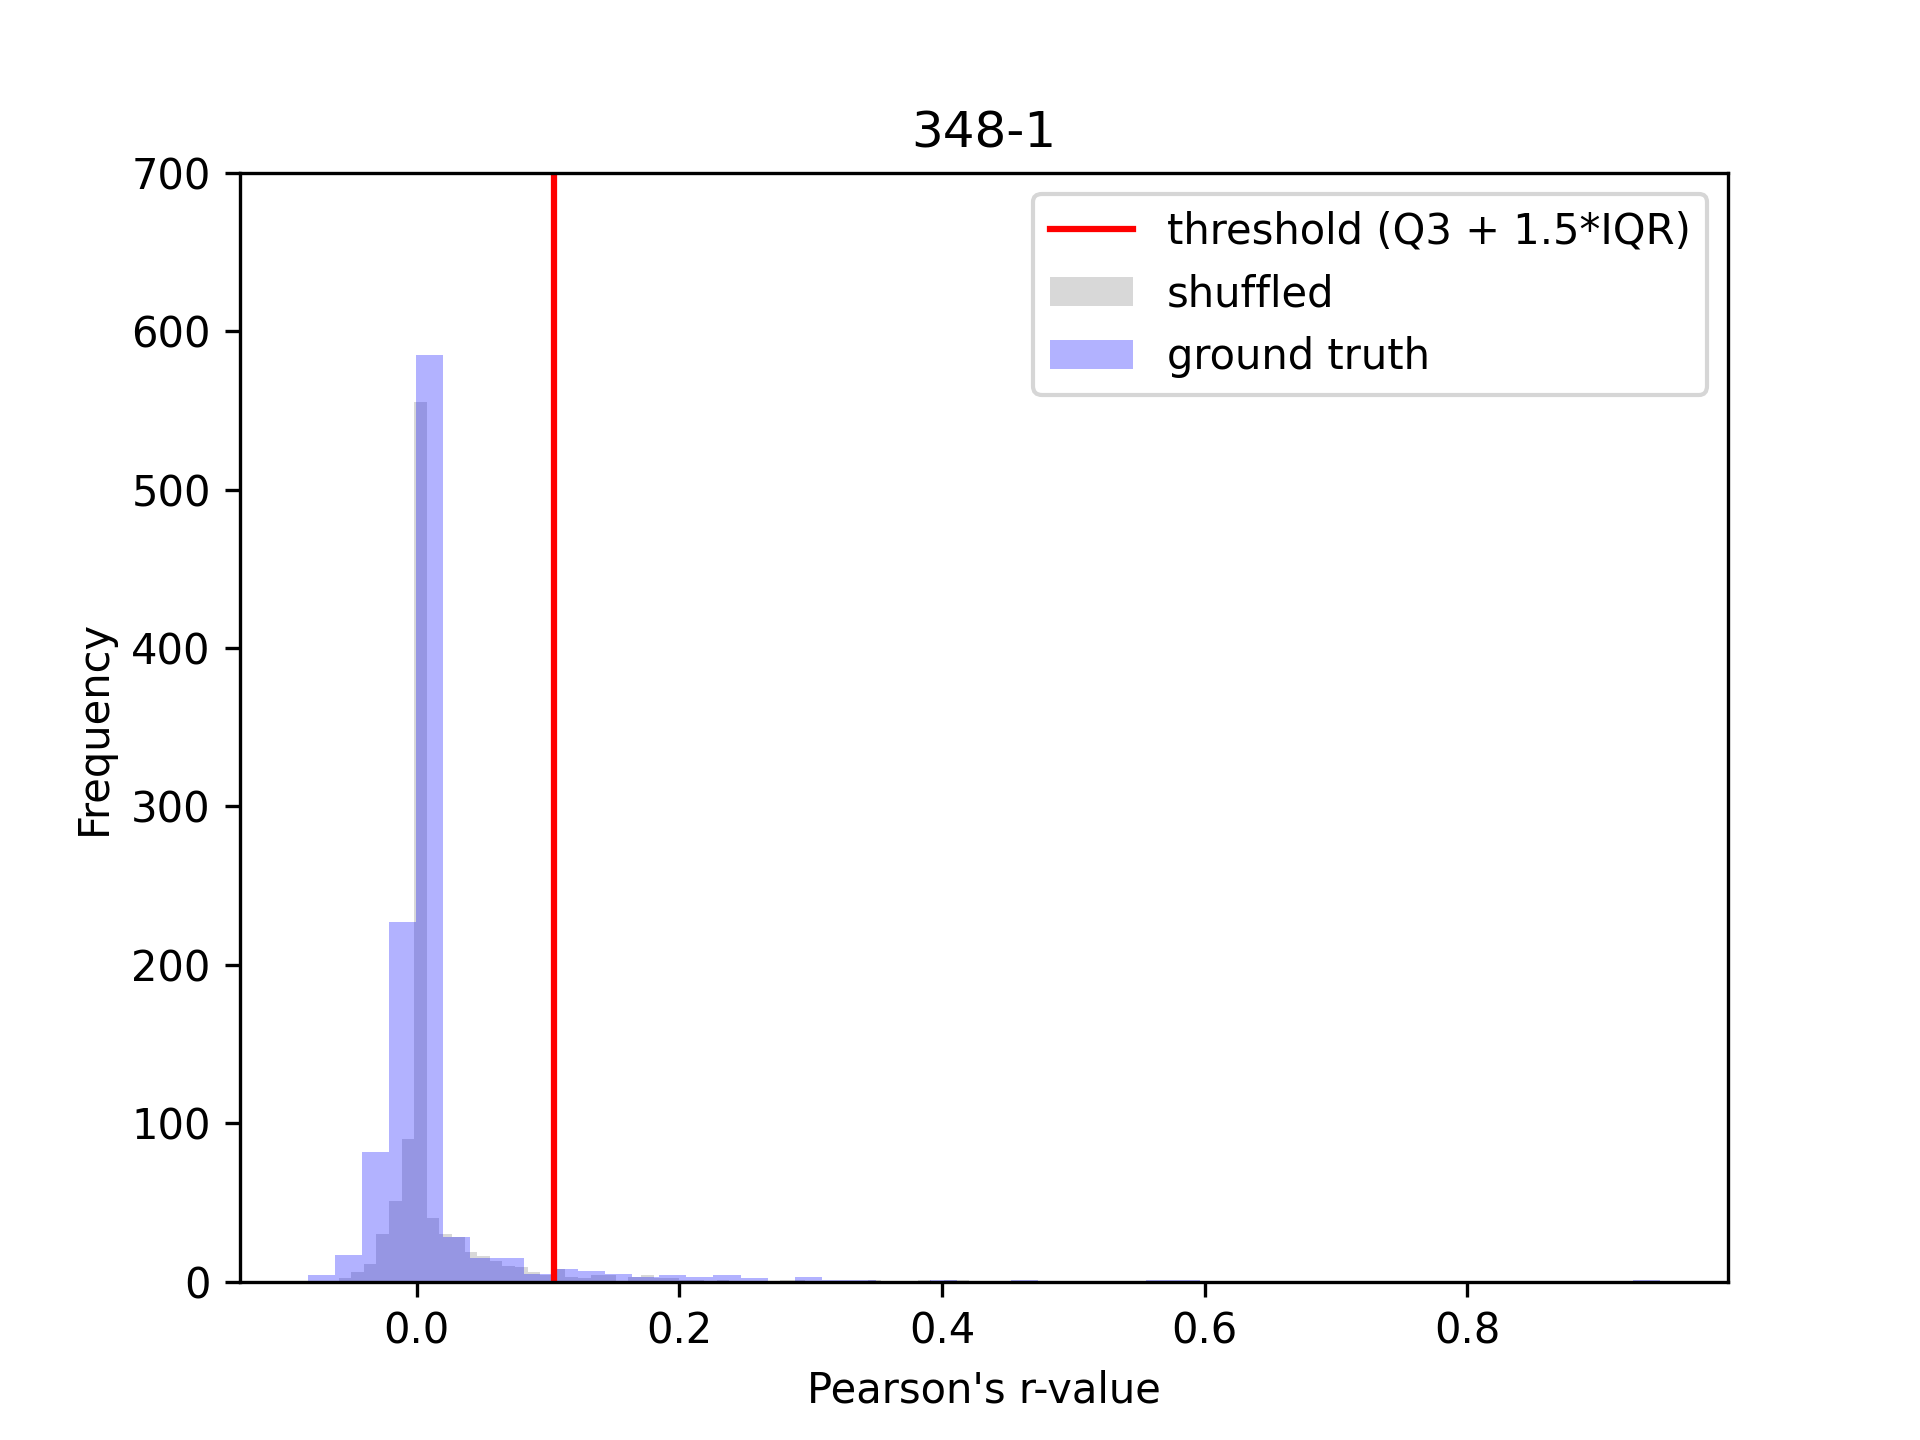 348-1
700
600
500
400
300
200
100
0
Frequency
threshold (Q3 + 1.5*IQR)
shuffled
ground truth
0.0 0.2 0.4 0.6 0.8
Pearson's r-value